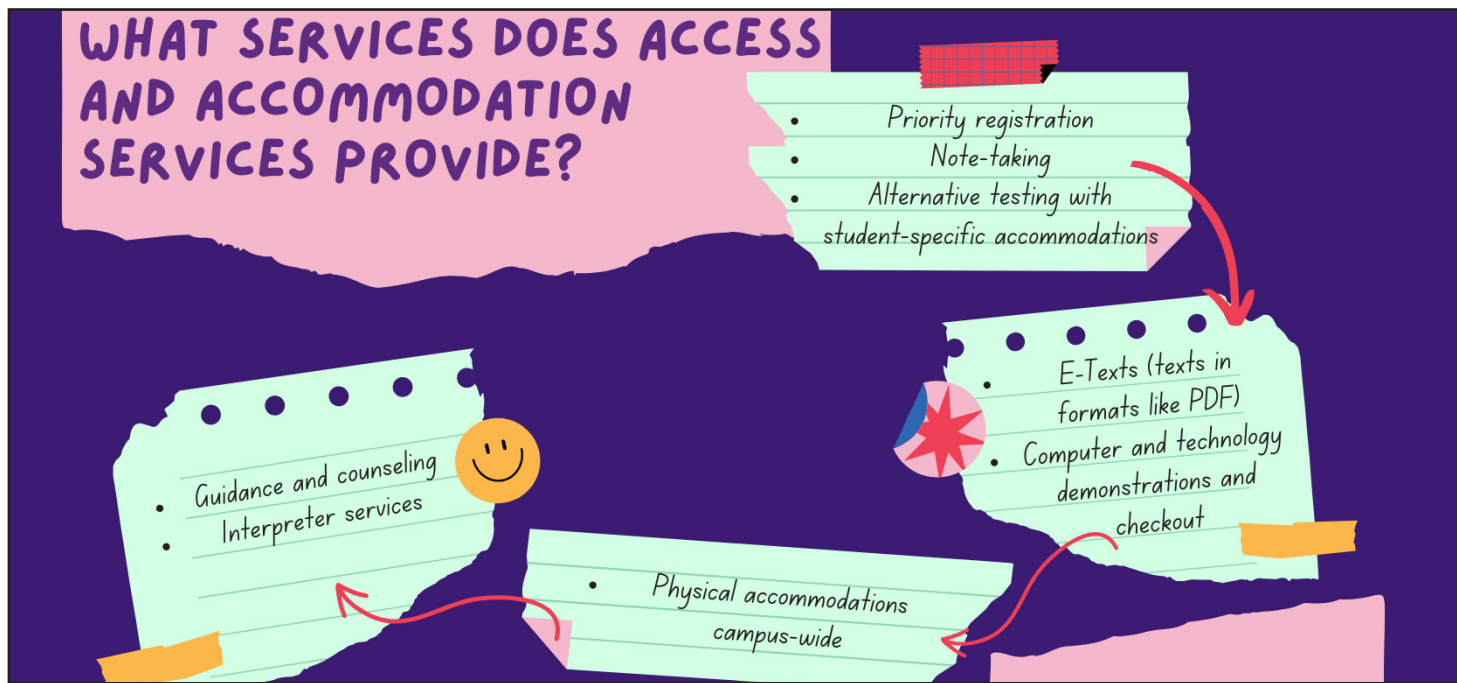 WHAT SERVICES DOES ACCESS
AND ACCOMMODATION
SERVICES PROVIDE?
• Priority registration
• Note-taking
• Alternative testing with
student-specific accommodations
• E-Texts (texts in
formats like PDF)
• Computer and technology
demonstrations and
checkout
• Physical accommodations
campus-wide
• Guidance and counseling
• Interpreter services